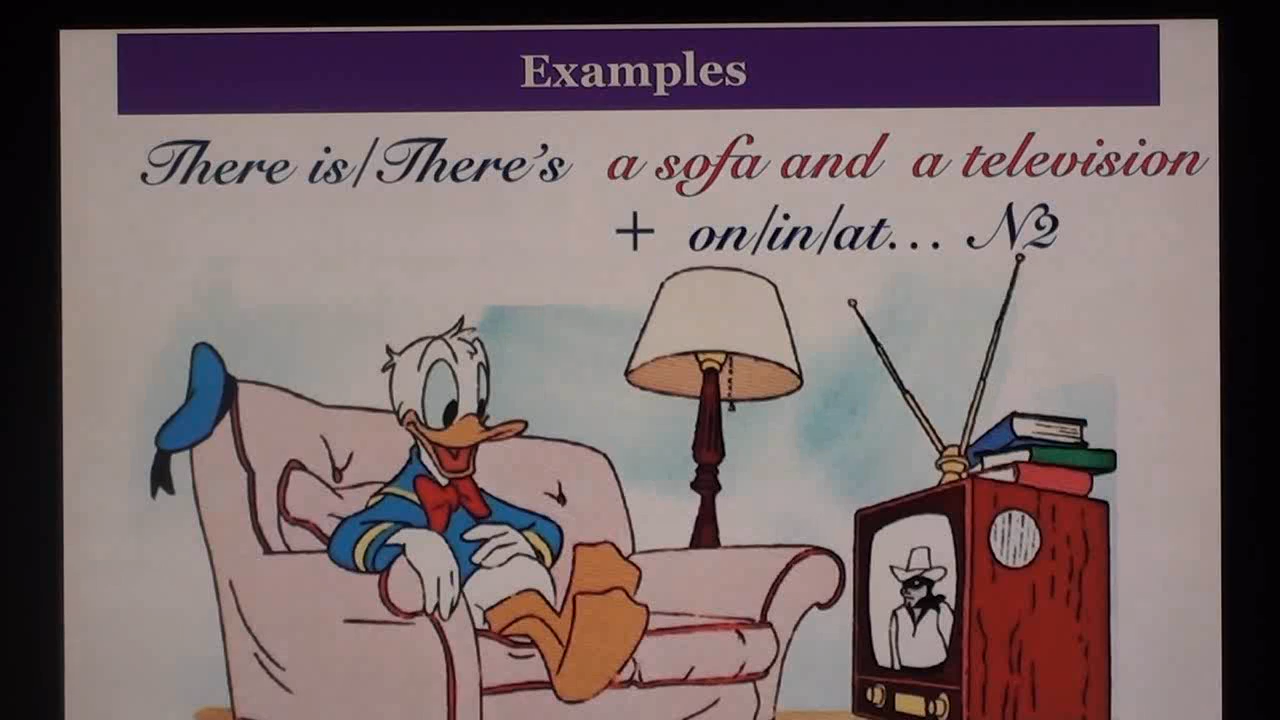 Examples
There is/There's a sofa and a television
+ on/in/at... N2